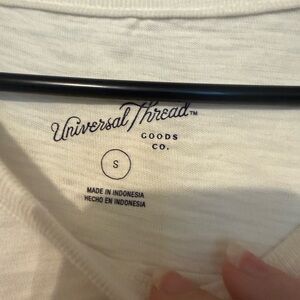 Universal Thread™
GOODS
CO.
S
MADE IN INDONESIA
HECHO EN INDONESIA